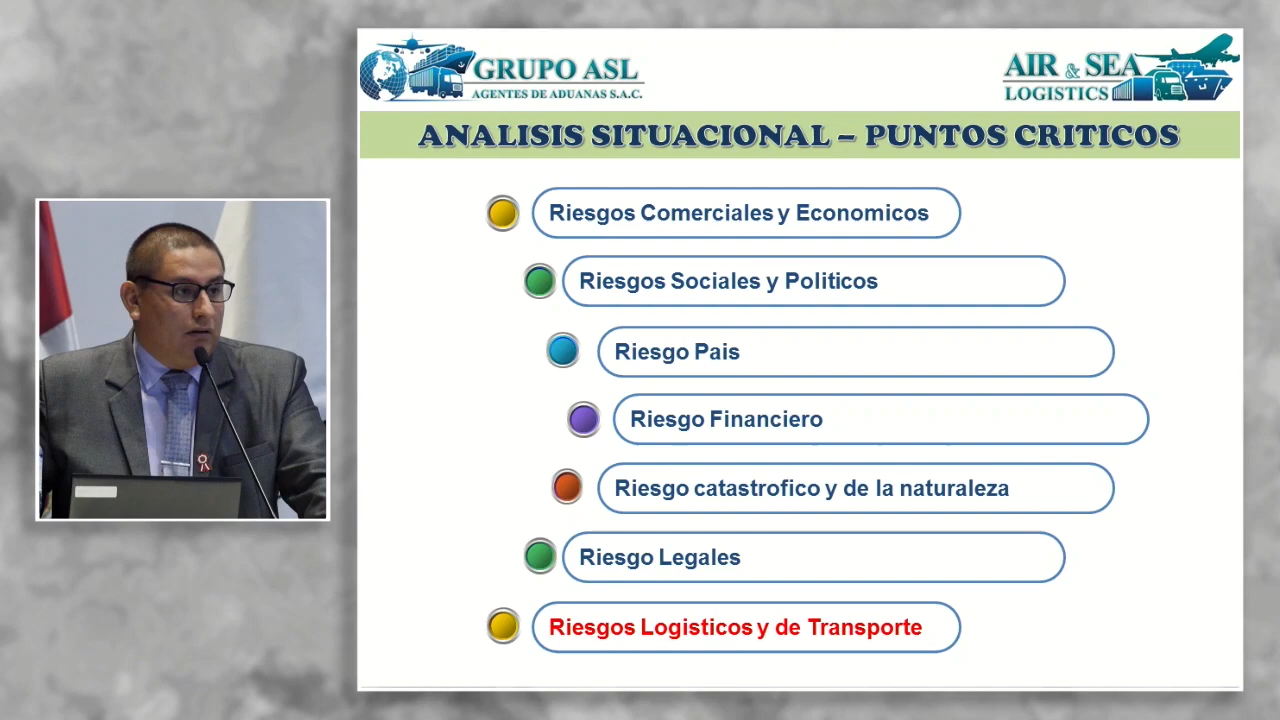 GRUPO ASL
AGENTES DE ADUANAS S.A.C.
AIR & SEA
LOGISTICS
ANALISIS SITUACIONAL – PUNTOS CRITICOS
Riesgos Comerciales y Economicos
Riesgos Sociales y Politicos
Riesgo Pais
Riesgo Financiero
Riesgo catastrofico y de la naturaleza
Riesgo Legales
Riesgos Logisticos y de Transporte